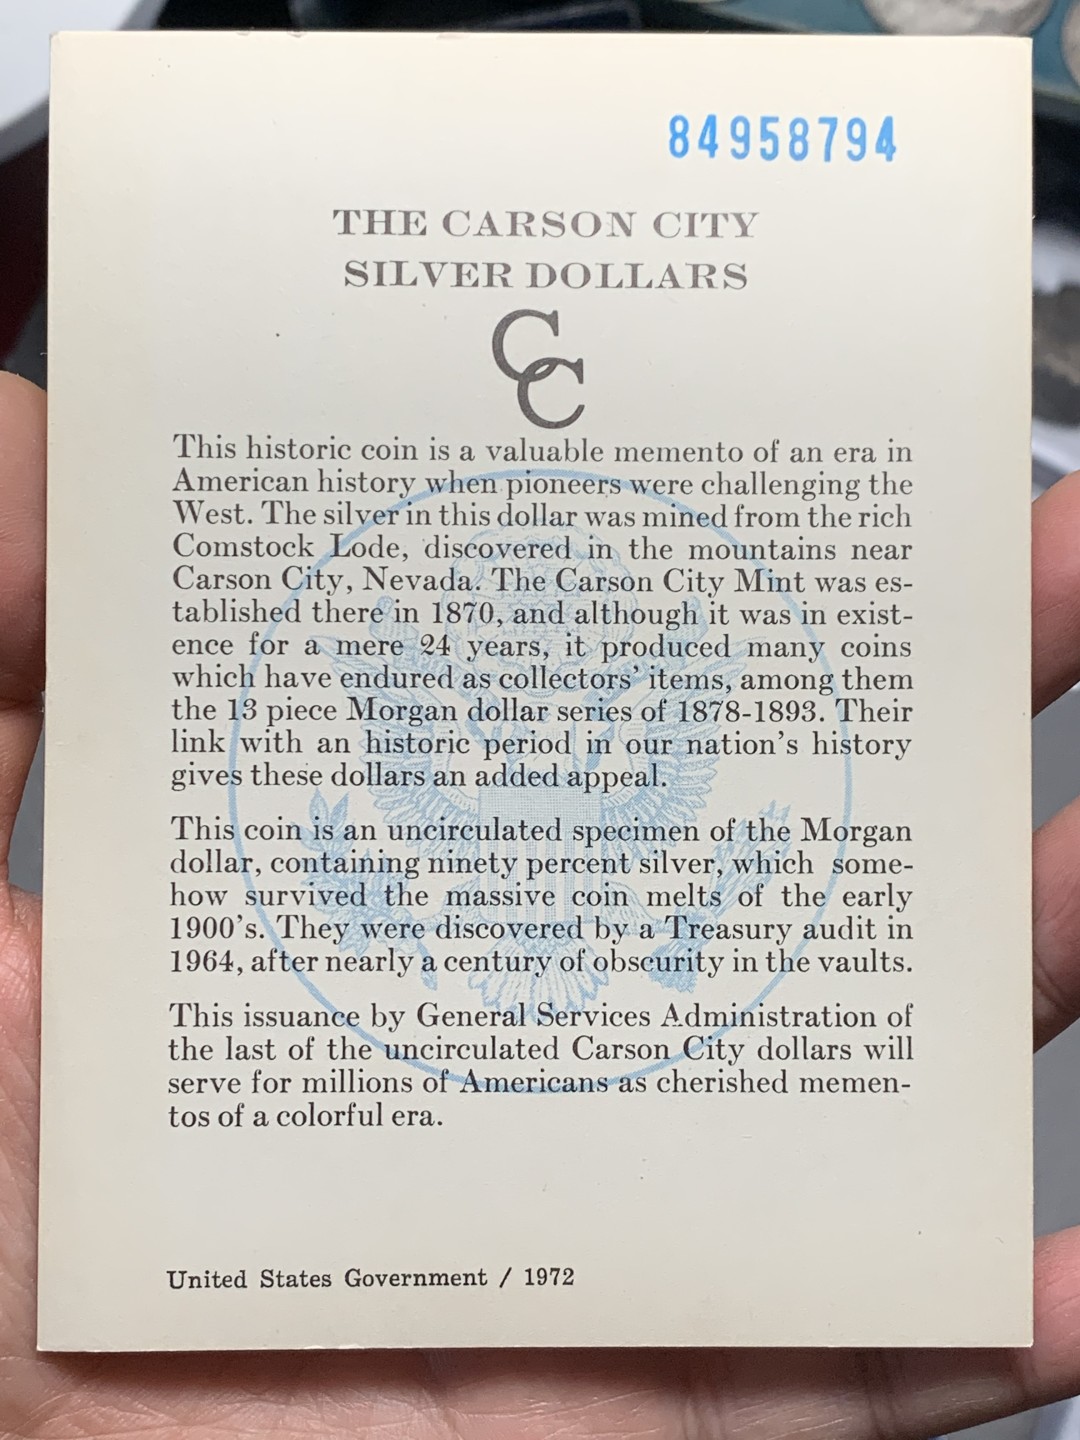 84958794
THE CARSON CITY
SILVER DOLLARS
CC
This historic coin is a valuable memento of an era in
American history when pioneers were challenging the
West. The silver in this dollar was mined from the rich
Comstock Lode, discovered in the mountains near
Carson City, Nevada. The Carson City Mint was es-
tablished there in 1870, and although it was in exist-
ence for a mere 24 years, it produced many coins
which have endured as collectors' items, among them
the 13 piece Morgan dollar series of 1878-1893. Their
link with an historic period in our nation's history
gives these dollars an added appeal.
This coin is an uncirculated specimen of the Morgan
dollar, containing ninety percent silver, which some-
how survived the massive coin melts of the early
1900's. They were discovered by a Treasury audit in
1964, after nearly a century of obscurity in the vaults.
This issuance by General Services Administration of
the last of the uncirculated Carson City dollars will
serve for millions of Americans as cherished memen-
tos of a colorful era.
United States Government / 1972